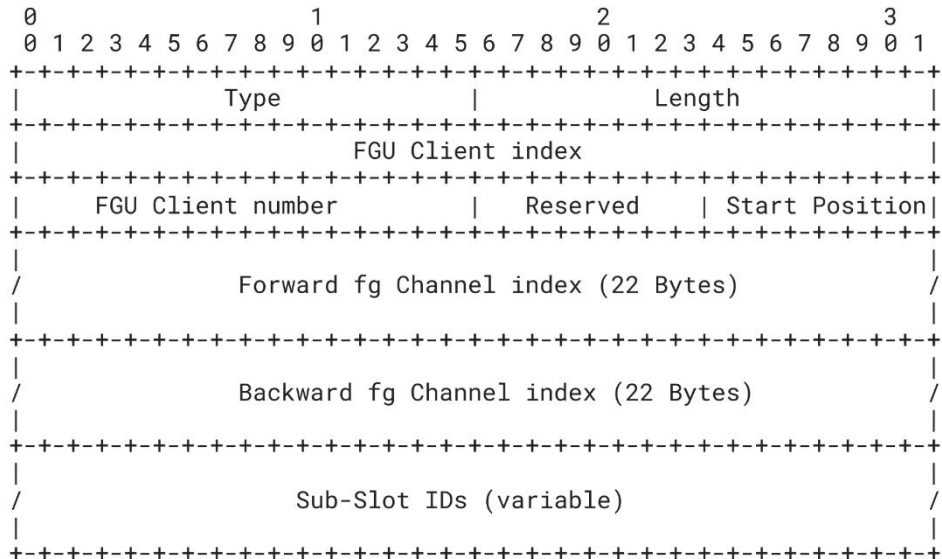 0                   1                   2                   3
 0 1 2 3 4 5 6 7 8 9 0 1 2 3 4 5 6 7 8 9 0 1 2 3 4 5 6 7 8 9 0 1
+-+-+-+-+-+-+-+-+-+-+-+-+-+-+-+-+-+-+-+-+-+-+-+-+-+-+-+-+-+-+-+-+
|              Type             |            Length             |
+-+-+-+-+-+-+-+-+-+-+-+-+-+-+-+-+-+-+-+-+-+-+-+-+-+-+-+-+-+-+-+-+
|                       FGU Client index                        |
+-+-+-+-+-+-+-+-+-+-+-+-+-+-+-+-+-+-+-+-+-+-+-+-+-+-+-+-+-+-+-+-+
|     FGU Client number         |   Reserved    | Start Position|
+-+-+-+-+-+-+-+-+-+-+-+-+-+-+-+-+-+-+-+-+-+-+-+-+-+-+-+-+-+-+-+-+
|                                                               |
/               Forward fg Channel index (22 Bytes)             /
|                                                               |
+-+-+-+-+-+-+-+-+-+-+-+-+-+-+-+-+-+-+-+-+-+-+-+-+-+-+-+-+-+-+-+-+
|                                                               |
/               Backward fg Channel index (22 Bytes)            /
|                                                               |
+-+-+-+-+-+-+-+-+-+-+-+-+-+-+-+-+-+-+-+-+-+-+-+-+-+-+-+-+-+-+-+-+
|                                                               |
/                   Sub-Slot IDs (variable)                     /
|                                                               |
+-+-+-+-+-+-+-+-+-+-+-+-+-+-+-+-+-+-+-+-+-+-+-+-+-+-+-+-+-+-+-+-+